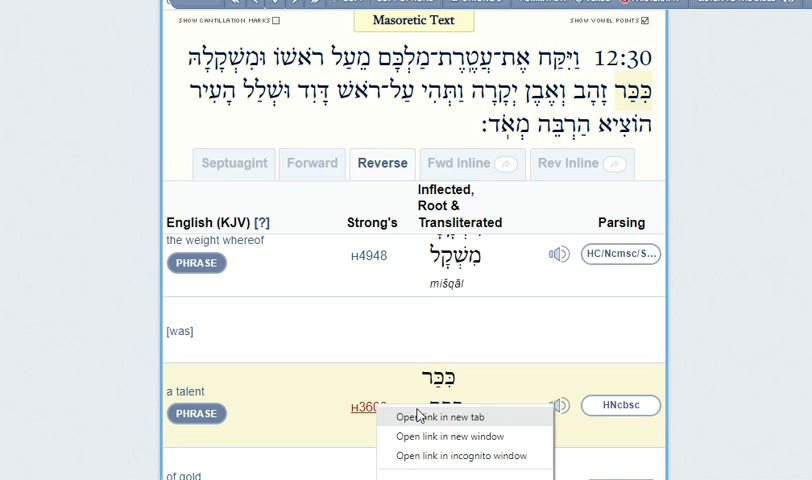 SHOW CANTILLATION MARKS
Masoretic Text
SHOW VOWEL POINTS
12:30 וַיִּקַּח אֶת־עֲטֶרֶת־מַלְכָּם מֵעַל רֹאשׁוֹ וּמִשְׁקָלָהּ
כִּכַּר זָהָב וְאֶבֶן יְקָרָה וַתְּהִי עַל־רֹאשׁ דָּוִד וּשְׁלַל הָעִיר
הוֹצִיא הַרְבֵּה מְאֹד׃
Septuagint Forward Reverse Fwd Inline Rev Inline
Inflected,
Root &
English (KJV) [?] Strong's Transliterated Parsing
the weight whereof
PHRASE H4948 מִשְׁקָל HC/Ncmsc/S...
mišqāl
[was]
כִּכַּר
a talent
PHRASE HNcbsc
Open link in new tab
Open link in new window
Open link in incognito window
of gold